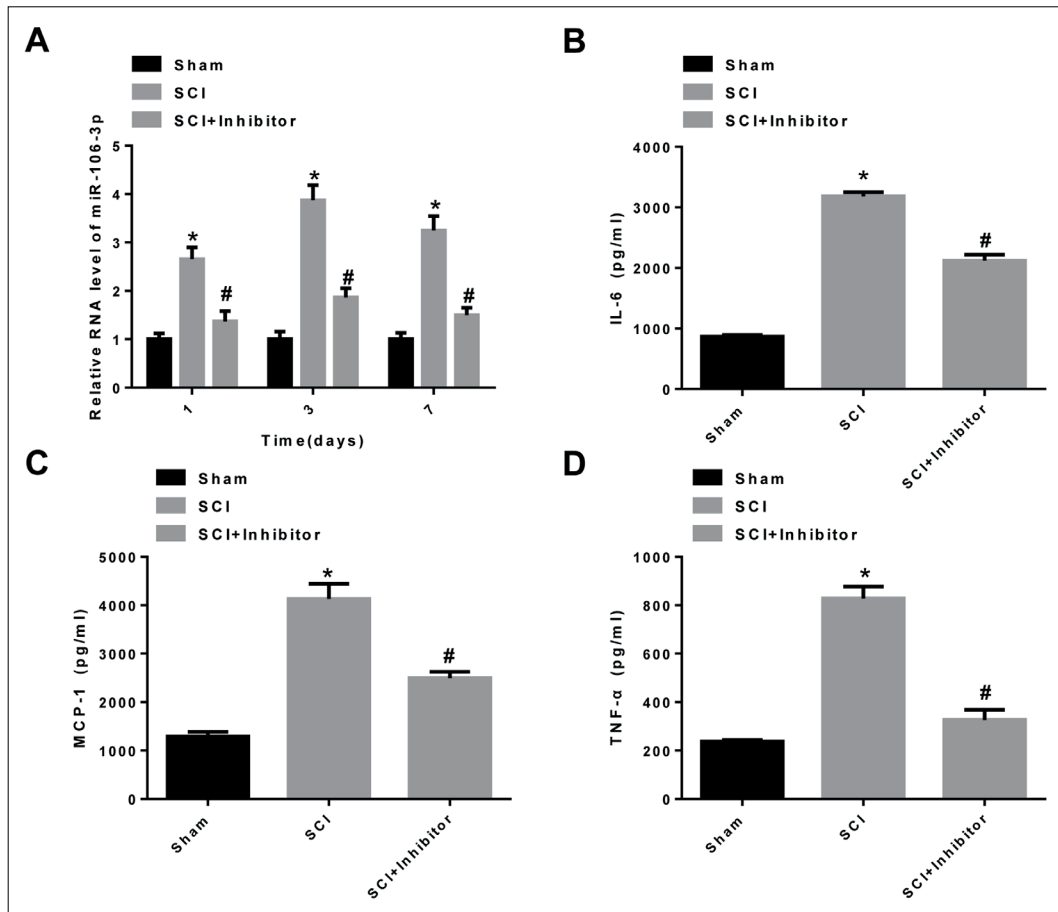 A
Sham
SCI
SCI+Inhibitor
Relative RNA level of miR-106-3p
5
4
3
2
1
0
* # * # * #
1 3 7
Time(days)
B
Sham
SCI
SCI+Inhibitor
IL-6 (pg/ml)
4000
3000
2000
1000
0
* #
Sham SCI SCI+Inhibitor
C
Sham
SCI
SCI+Inhibitor
MCP-1 (pg/ml)
5000
4000
3000
2000
1000
0
* #
Sham SCI SCI+Inhibitor
D
Sham
SCI
SCI+Inhibitor
TNF-α (pg/ml)
1000
800
600
400
200
0
* #
Sham SCI SCI+Inhibitor